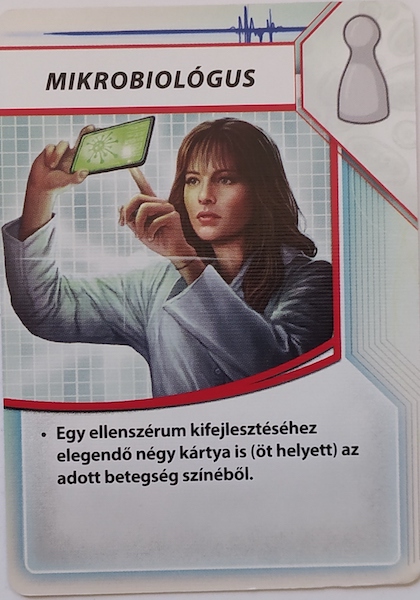 MIKROBIOLÓGUS
• Egy ellenszérum kifejlesztéséhez
elegendő négy kártya is (öt helyett) az
adott betegség színéből.